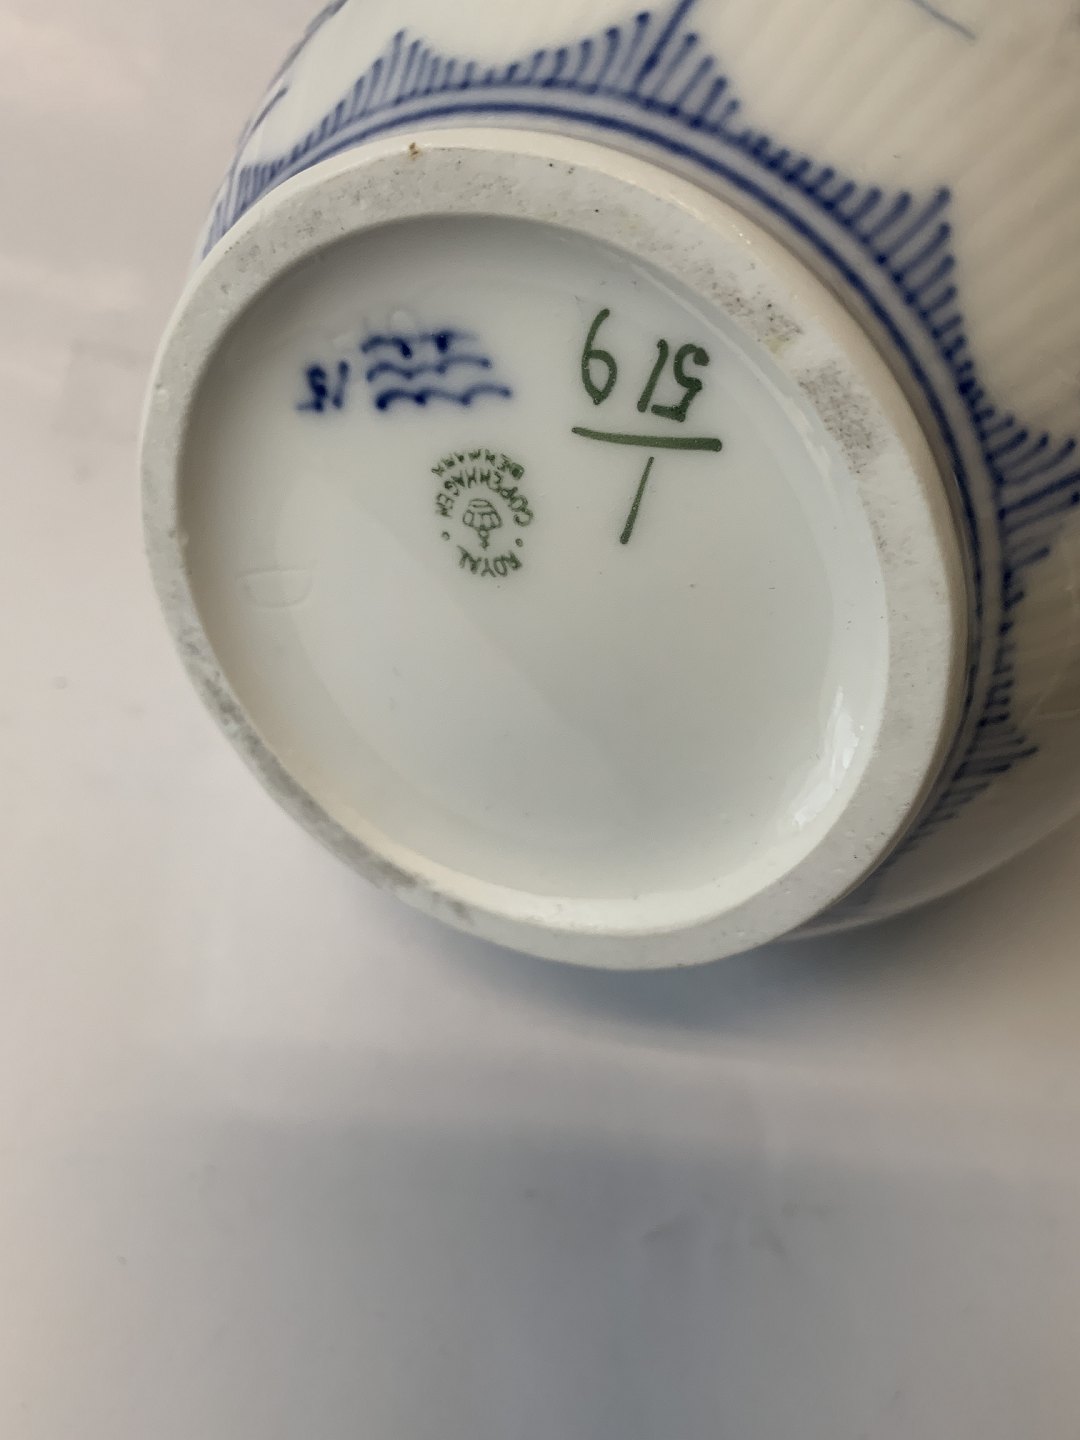 1
519
ROYAL
COPENHAGEN
DENMARK